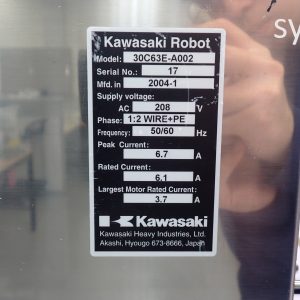 sy
Kawasaki Robot
Model: 30C63E-A002
Serial No.: 17
Mfd. in 2004-1
Supply voltage:
AC 208 V
Phase: 1:2 WIRE+PE
Frequency: 50/60 Hz
Peak Current:
6.7 A
Rated Current:
6.1 A
Largest Motor Rated Current:
3.7 A
Kawasaki
Kawasaki Heavy Industries, Ltd.
Akashi, Hyougo 673-8666, Japan